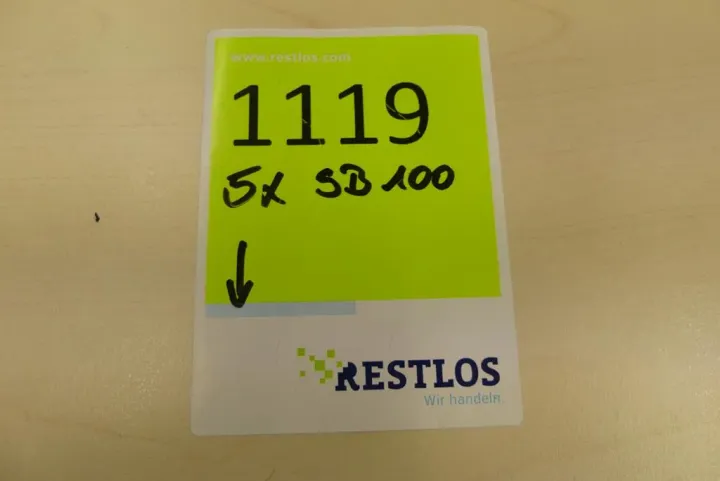 www.restlos.com
1119
5x SB 100
RESTLOS
Wir handeln.